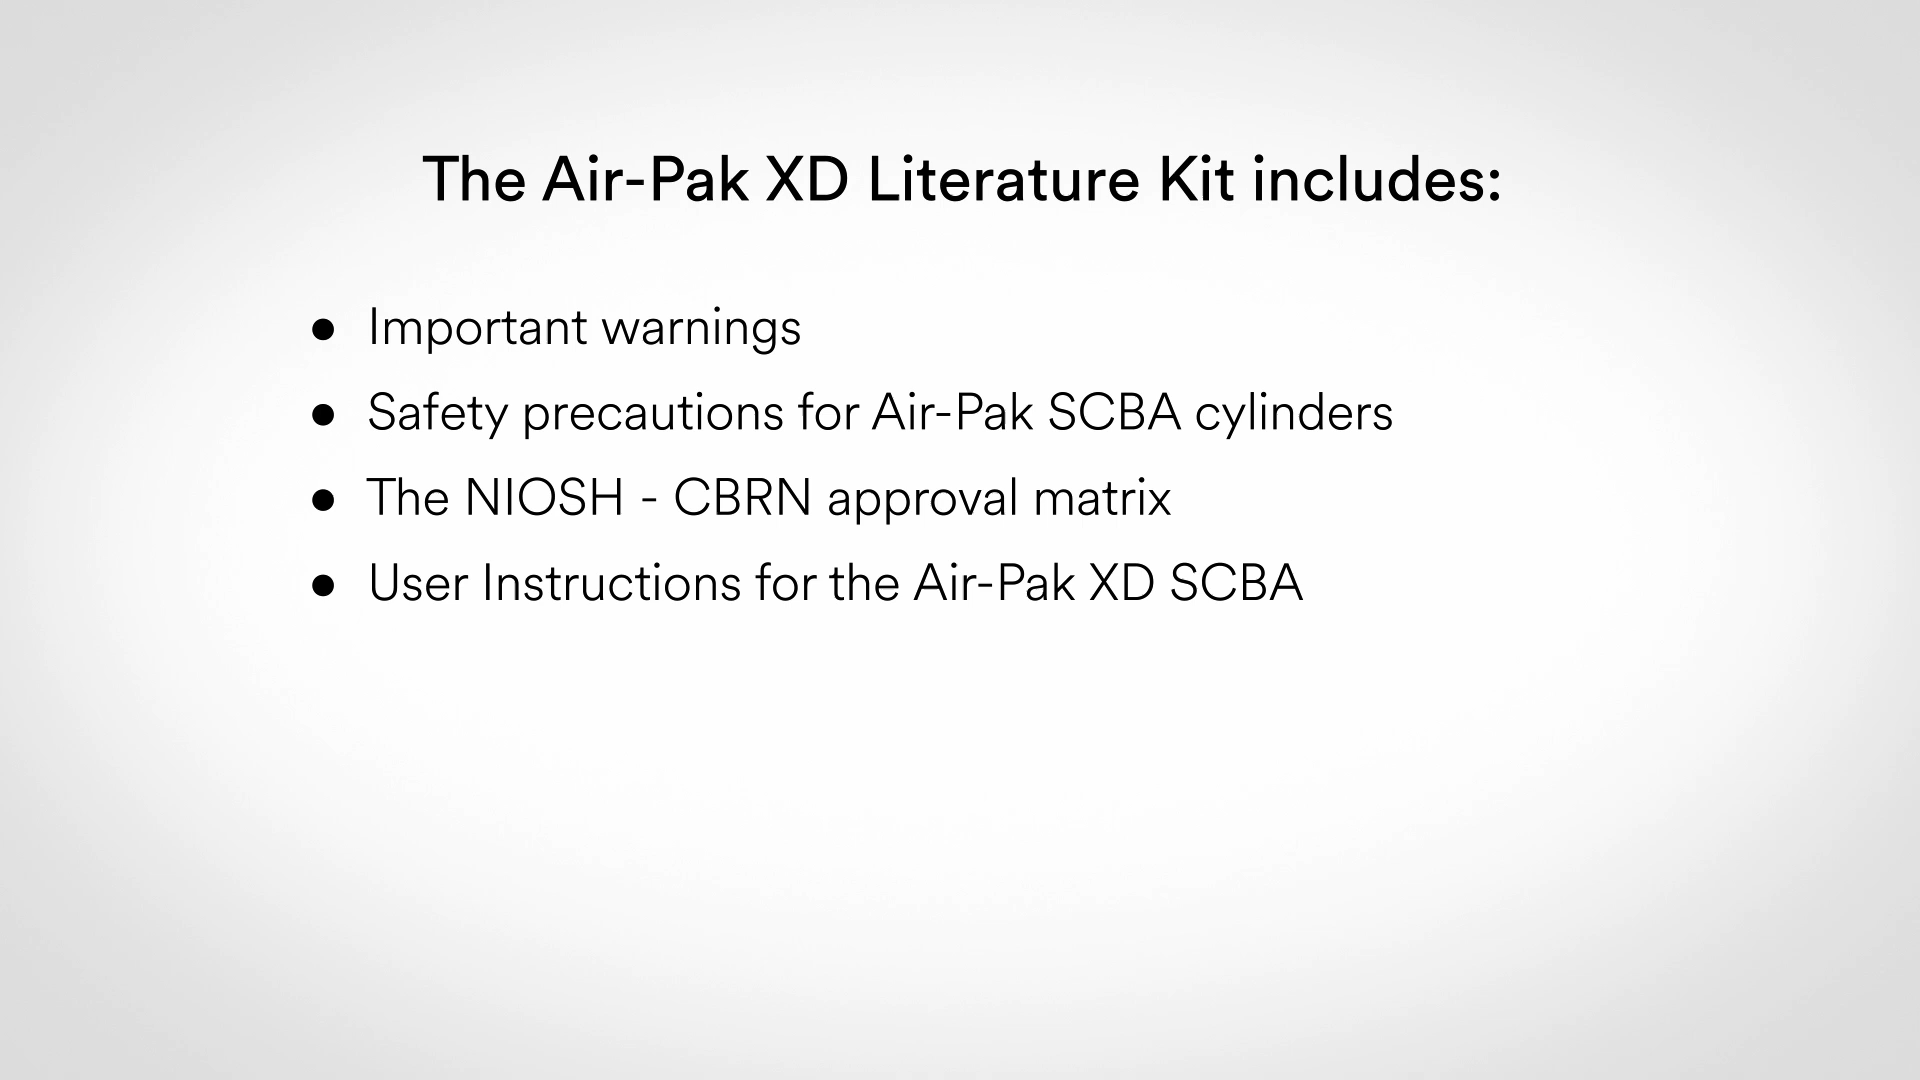 The Air-Pak XD Literature Kit includes:
● Important warnings
● Safety precautions for Air-Pak SCBA cylinders
● The NIOSH - CBRN approval matrix
● User Instructions for the Air-Pak XD SCBA